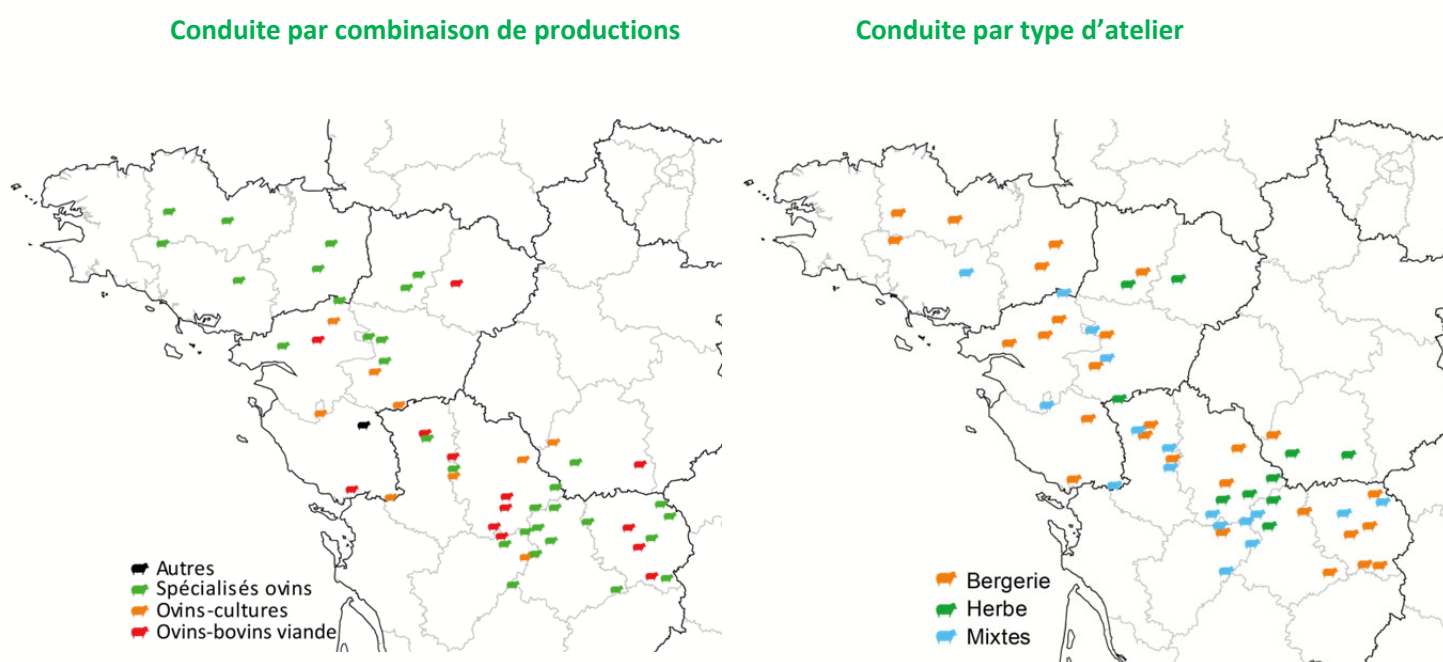 Conduite par combinaison de productions
Conduite par type d’atelier
Autres
Spécialisés ovins
Ovins-cultures
Ovins-bovins viande
Bergerie
Herbe
Mixtes